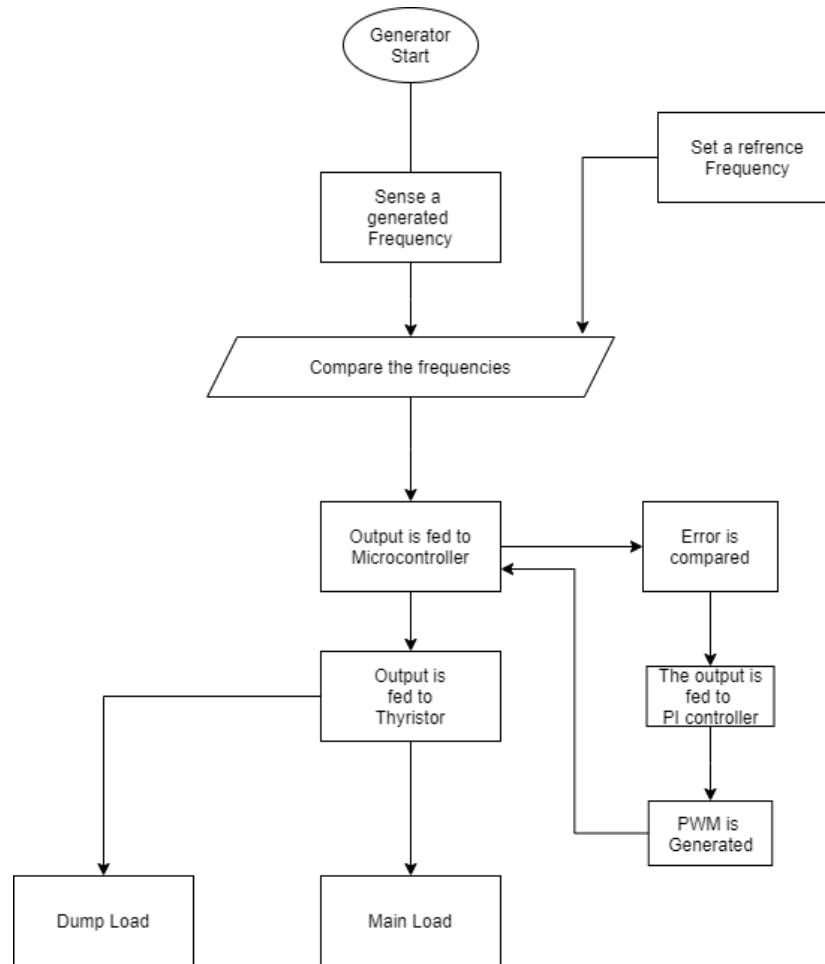 Generator
Start
Set a refrence
Frequency
Sense a
generated
Frequency
Compare the frequencies
Output is fed to
Microcontroller
Error is
compared
Output is
fed to
Thyristor
The output is
fed to
PI controller
PWM is
Generated
Dump Load
Main Load